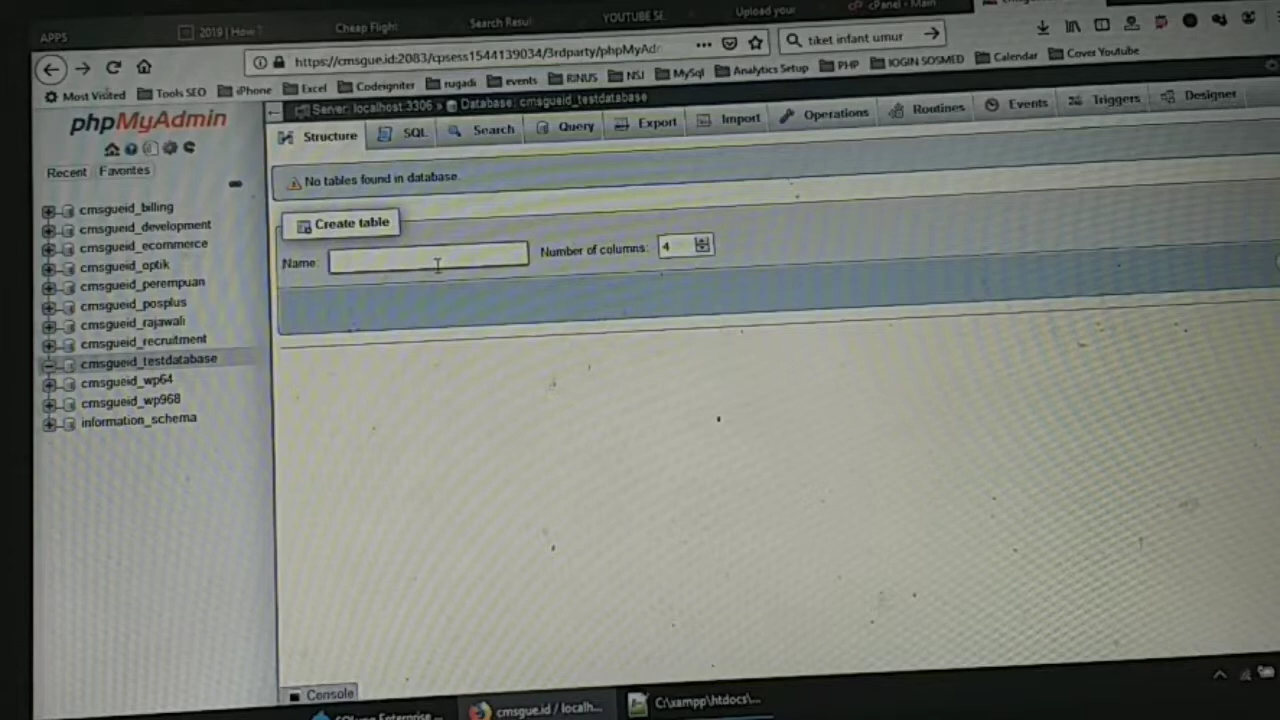 APPS
2019 | How
Cheap Flight
Search Resul
YOUTUBE SE
Upload your
cPanel - Main
https://cmsgue.id:2083/cpsess1544139034/3rdparty/phpMyAdr
tiket infant umur
Most Visited
Tools SEO
iPhone
Excel
Codeigniter
rugadi
events
RINUS
NSI
MySql
Analytics Setup
PHP
lOGIN SOSMED
Calendar
Cover Youtube
phpMyAdmin
Recent
Favorites
cmsgueid_billing
cmsgueid_development
cmsgueid_ecommerce
cmsgueid_optik
cmsgueid_perempuan
cmsgueid_posplus
cmsgueid_rajawali
cmsgueid_recruitment
cmsgueid_testdatabase
cmsgueid_wp64
cmsgueid_wp968
information_schema
Server: localhost:3306 » Database: cmsgueid_testdatabase
Structure
SQL
Search
Query
Export
Import
Operations
Routines
Events
Triggers
Designer
No tables found in database.
Create table
Name:
Number of columns: 4
Console
Enterprise ...
cmsgue.id / localh...
C:\xampp\htdocs\...